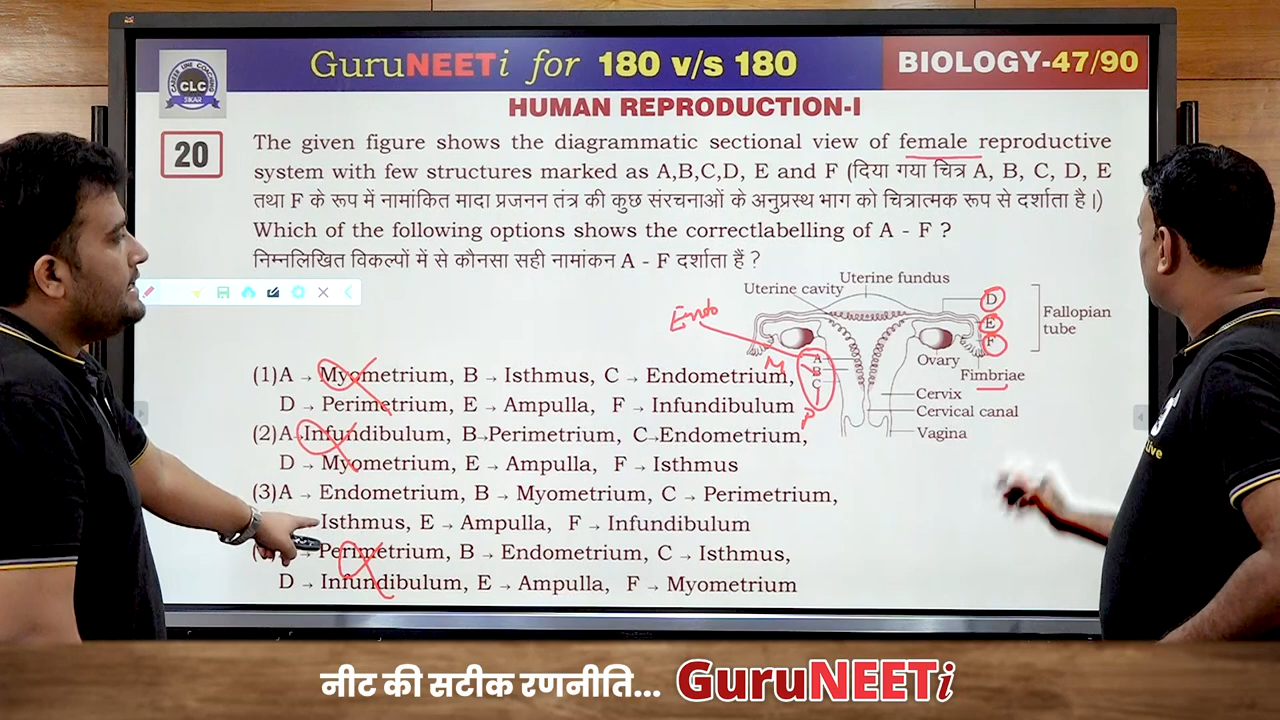 GuruNEETi for 180 v/s 180
BIOLOGY-47/90
CAREER LINE COACHING
CLC
SIKAR
HUMAN REPRODUCTION-I
20
The given figure shows the diagrammatic sectional view of female reproductive
system with few structures marked as A,B,C,D, E and F (दिया गया चित्र A, B, C, D, E
तथा F के रूप में नामांकित मादा प्रजनन तंत्र की कुछ संरचनाओं के अनुप्रस्थ भाग को चित्रात्मक रूप से दर्शाता है।)
Which of the following options shows the correctlabelling of A - F ?
निम्नलिखित विकल्पों में से कौनसा सही नामांकन A - F दर्शाता हैं ?
Uterine fundus
Uterine cavity
Endo
D
E
F
Fallopian
tube
A
B
C
M
P
Ovary
Fimbriae
Cervix
Cervical canal
Vagina
(1)A → Myometrium, B → Isthmus, C → Endometrium,
D → Perimetrium, E → Ampulla, F → Infundibulum
(2)A→Infundibulum, B→Perimetrium, C→Endometrium,
D → Myometrium, E → Ampulla, F → Isthmus
(3)A → Endometrium, B → Myometrium, C → Perimetrium,
Isthmus, E → Ampulla, F → Infundibulum
→ Perimetrium, B → Endometrium, C → Isthmus,
D → Infundibulum, E → Ampulla, F → Myometrium
Live
नीट की सटीक रणनीति... GuruNEETi